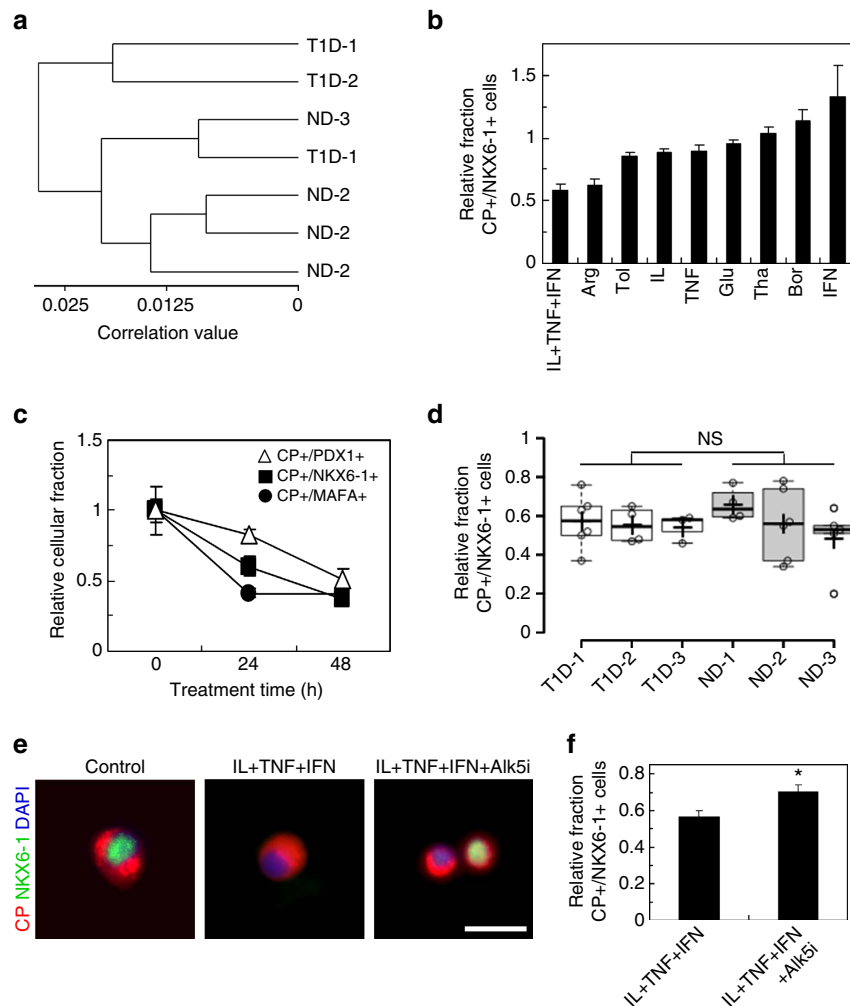 a
T1D-1
T1D-2
ND-3
T1D-1
ND-2
ND-2
ND-2
0.025
0.0125
0
Correlation value
b
Relative fraction
CP+/NKX6-1+ cells
1.5
1
0.5
0
IL+TNF+IFN
Arg
Tol
IL
TNF
Glu
Tha
Bor
IFN
c
Relative cellular fraction
1.5
1
0.5
0
CP+/PDX1+
CP+/NKX6-1+
CP+/MAFA+
0
24
48
Treatment time (h)
d
Relative fraction
CP+/NKX6-1+ cells
1
0.8
0.6
0.4
0.2
0
NS
T1D-1
T1D-2
T1D-3
ND-1
ND-2
ND-3
e
Control
IL+TNF+IFN
IL+TNF+IFN+Alk5i
CP NKX6-1 DAPI
f
Relative fraction
CP+/NKX6-1+ cells
0.8
0.6
0.4
0.2
0
*
IL+TNF+IFN
IL+TNF+IFN
+Alk5i